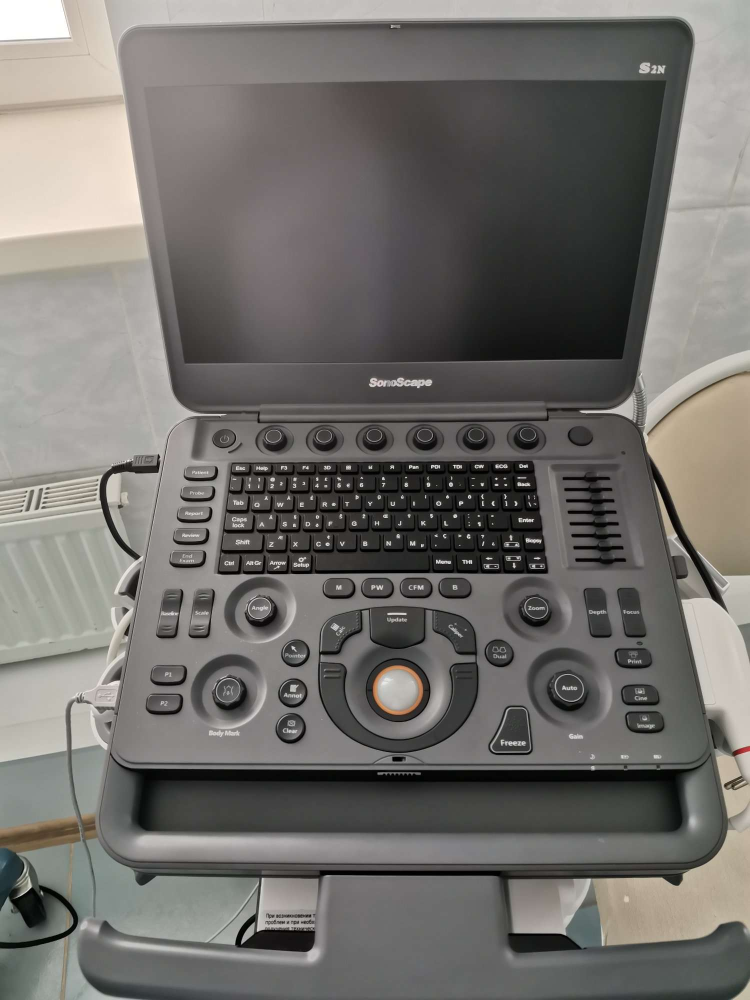 S2N
SonoScape
Patient
Probe
Report
Review
End
Exam
Esc Help F3 F4 3D Pan PDI TDI CW ECG Del
~ ! 1 ¡ @ 2 ² # 3 ³ $ £ 4 ¤ % 5 € ^ 6 & 7 * 8 ( 9 ) 0 - ¥ + ÷ = × Back
Tab Q Ä W Å E É R ® T Þ Y Ü U Ú I Í O Ó P Ö { [ } ]
Caps
lock A Á S § ß D Ð F Š G Ž H Œ J Ÿ K Ş L Ø : ; ¶ Enter
Shift Z Æ X C ¢ © V B N Ñ M µ < Ç , > Ğ . ? / ¿ Biopsy
Ctrl Alt Gr Arrow Setup Menu THI
M PW CFM B
Baseline Scale Angle Calc Update Caliper Zoom Depth Focus
Pointer Dual Print
P1 Annot Auto Cine
P2 Clear Freeze Image
Body Mark Gain
При возникновении т
проблем и при необх
получения техническ